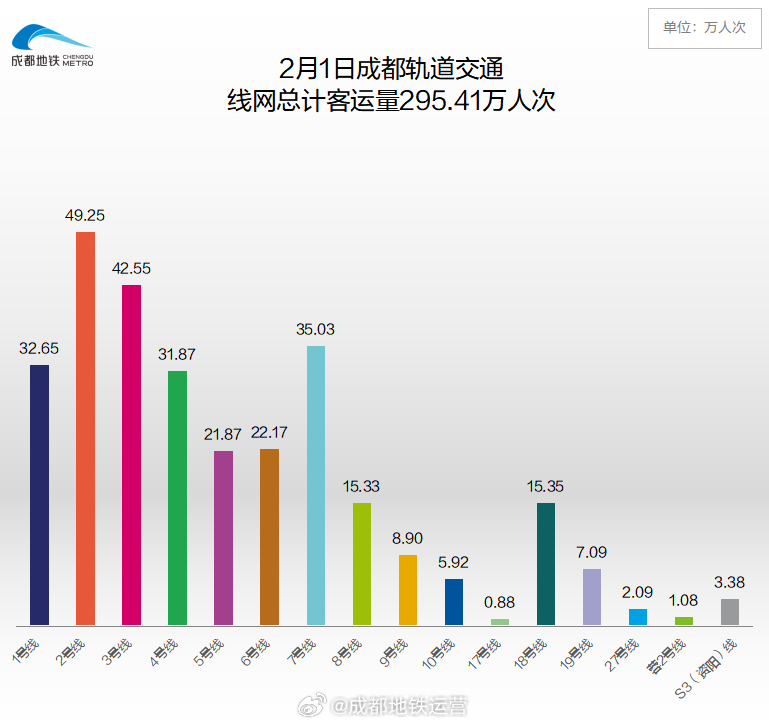 成都地铁 CHENGDU METRO
单位：万人次
2月1日成都轨道交通
线网总计客运量295.41万人次
32.65
49.25
42.55
31.87
21.87
22.17
35.03
15.33
8.90
5.92
0.88
15.35
7.09
2.09
1.08
3.38
1号线
2号线
3号线
4号线
5号线
6号线
7号线
8号线
9号线
10号线
17号线
18号线
19号线
27号线
蓉2号线
S3（资阳）线
@成都地铁运营